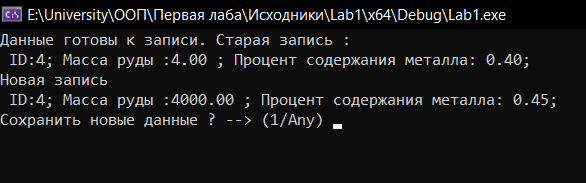 E:\University\ООП\Первая лаба\Исходники\Lab1\x64\Debug\Lab1.exe
Данные готовы к записи. Старая запись :
ID:4; Масса руды :4.00 ; Процент содержания металла: 0.40;
Новая запись
ID:4; Масса руды :4000.00 ; Процент содержания металла: 0.45;
Сохранить новые данные ? --> (1/Any)